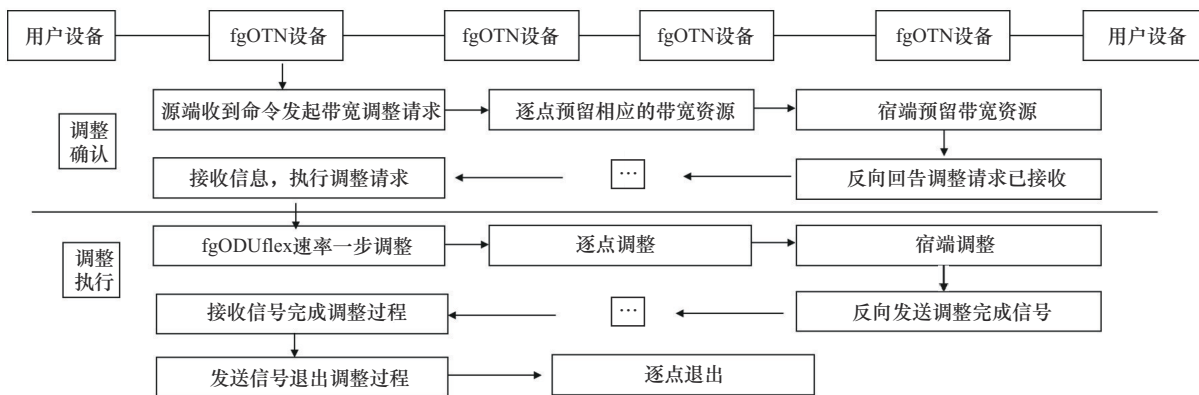 用户设备
fgOTN设备
fgOTN设备
fgOTN设备
fgOTN设备
用户设备
调整
确认
源端收到命令发起带宽调整请求
逐点预留相应的带宽资源
宿端预留带宽资源
接收信息，执行调整请求
…
反向回告调整请求已接收
调整
执行
fgODUflex速率一步调整
逐点调整
宿端调整
接收信号完成调整过程
…
反向发送调整完成信号
发送信号退出调整过程
逐点退出